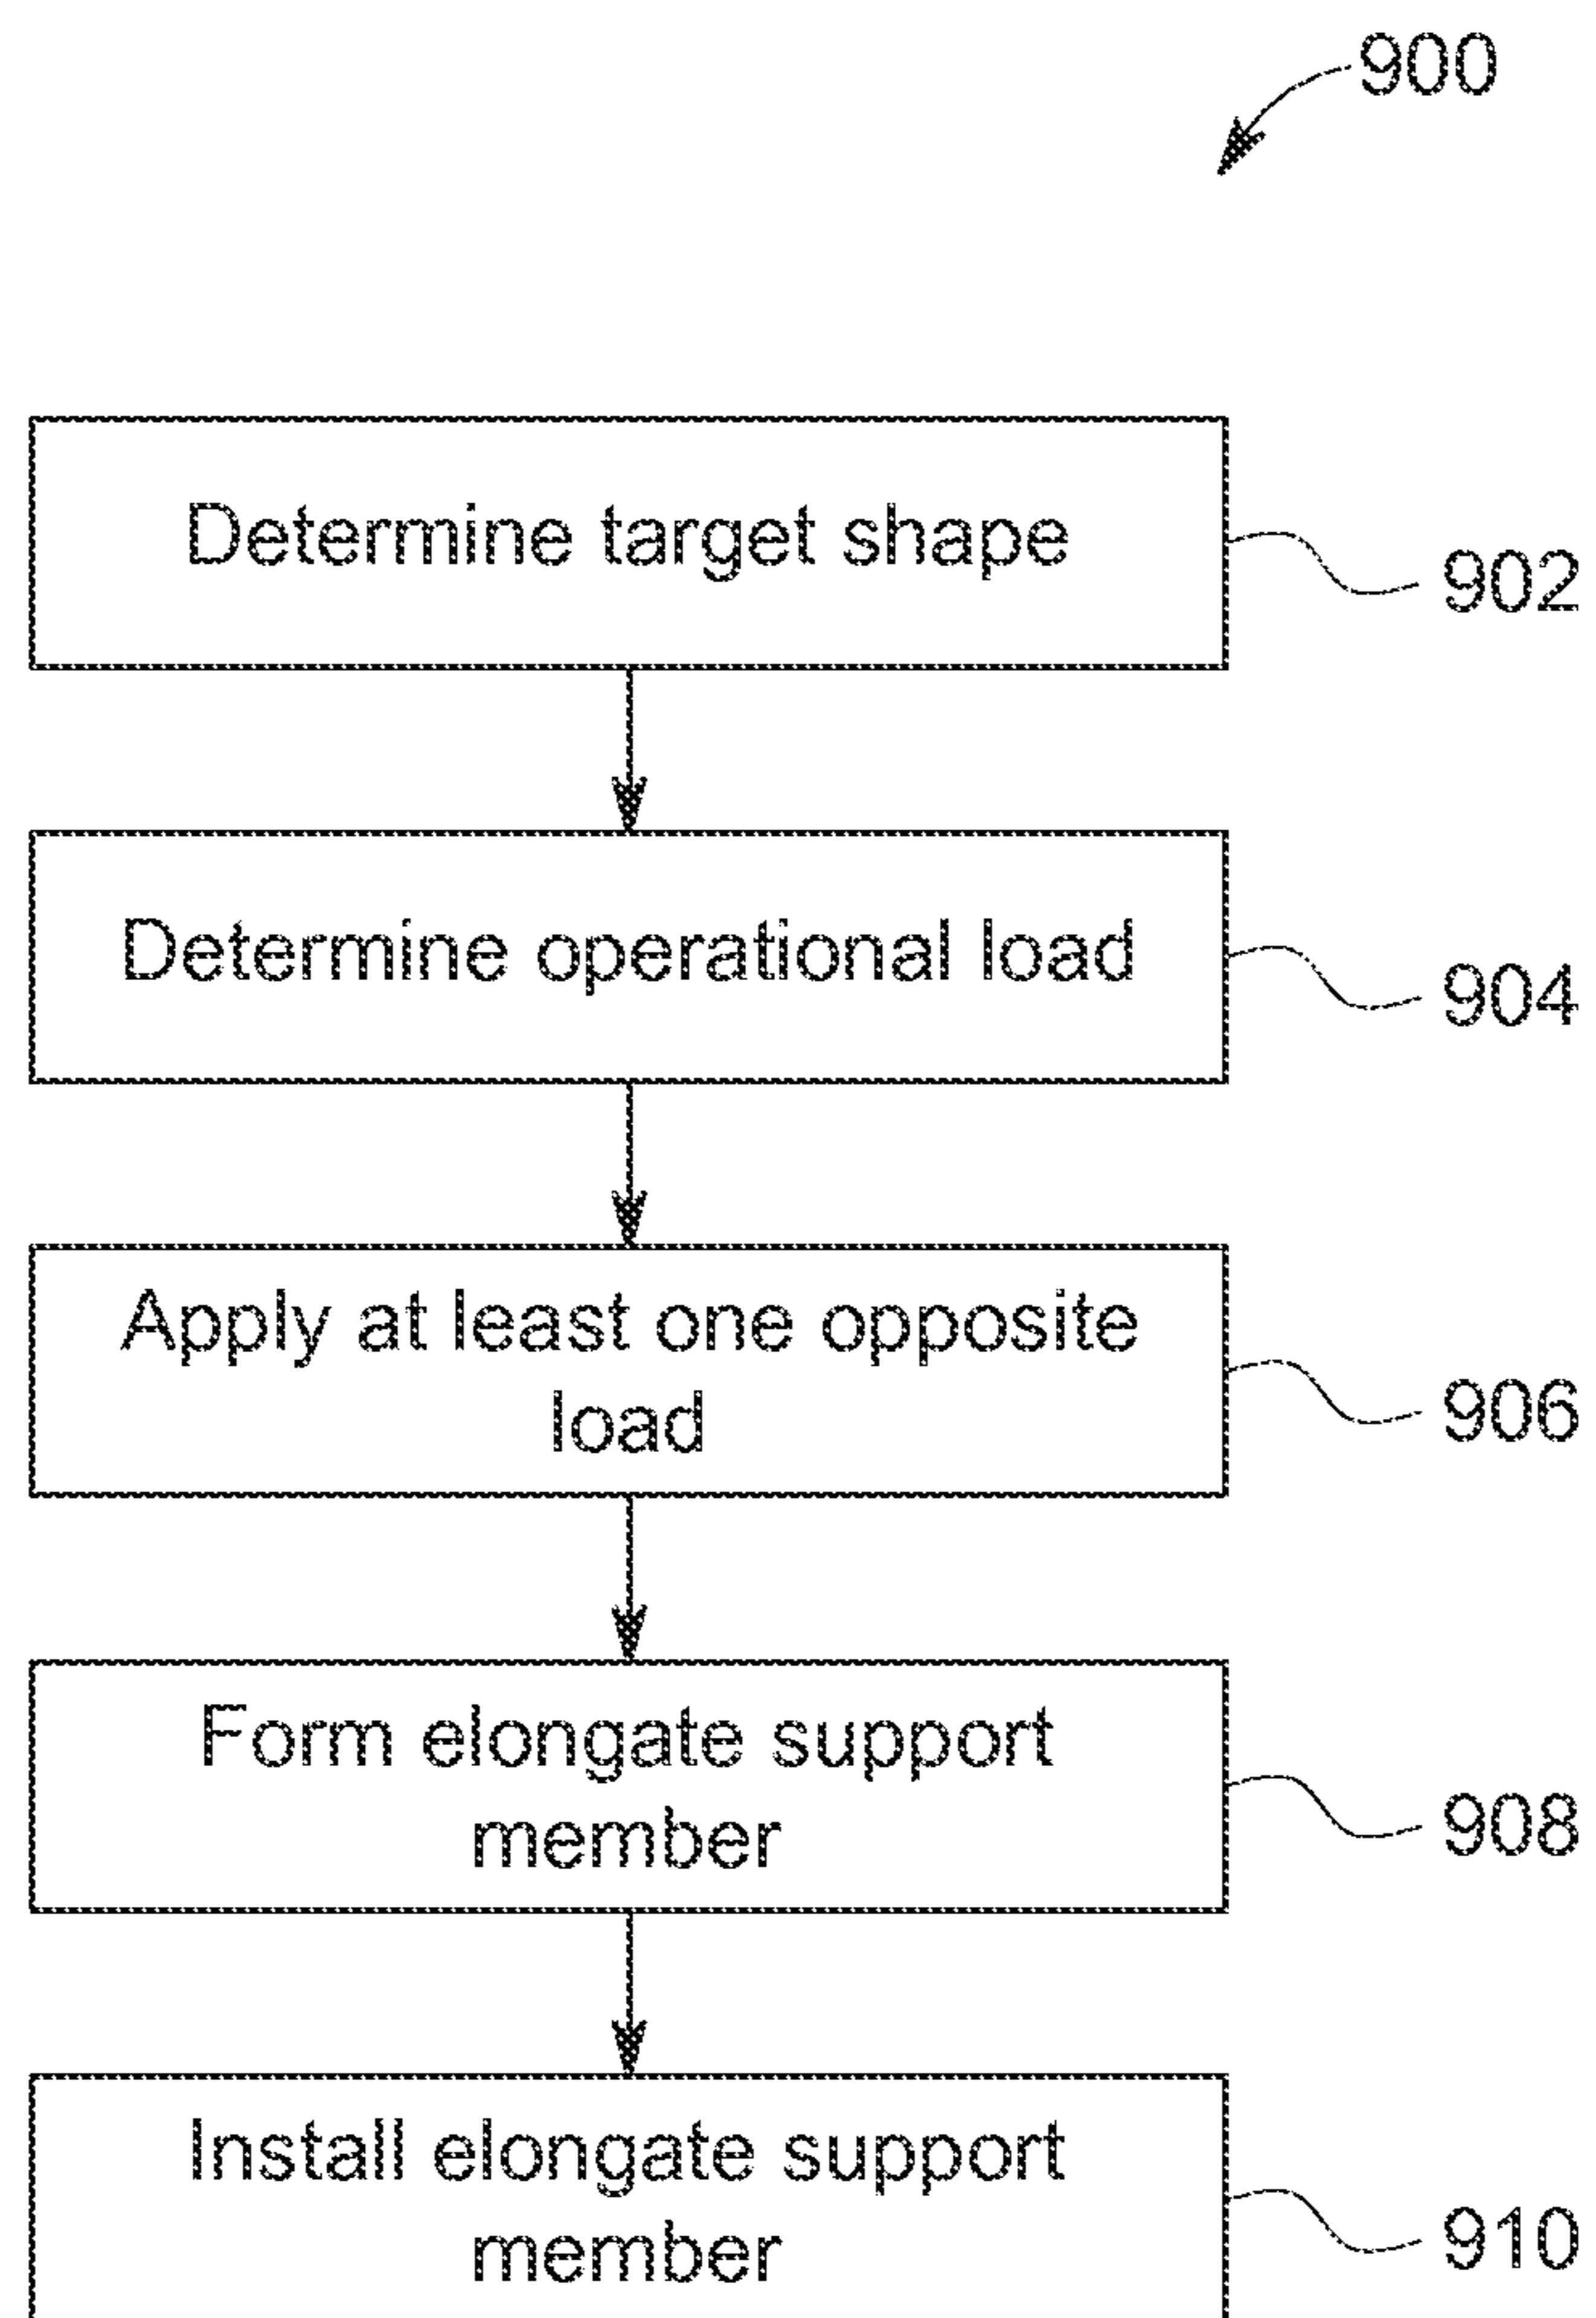 900
Determine target shape
902
Determine operational load
904
Apply at least one opposite
load
906
Form elongate support
member
908
Install elongate support
member
910